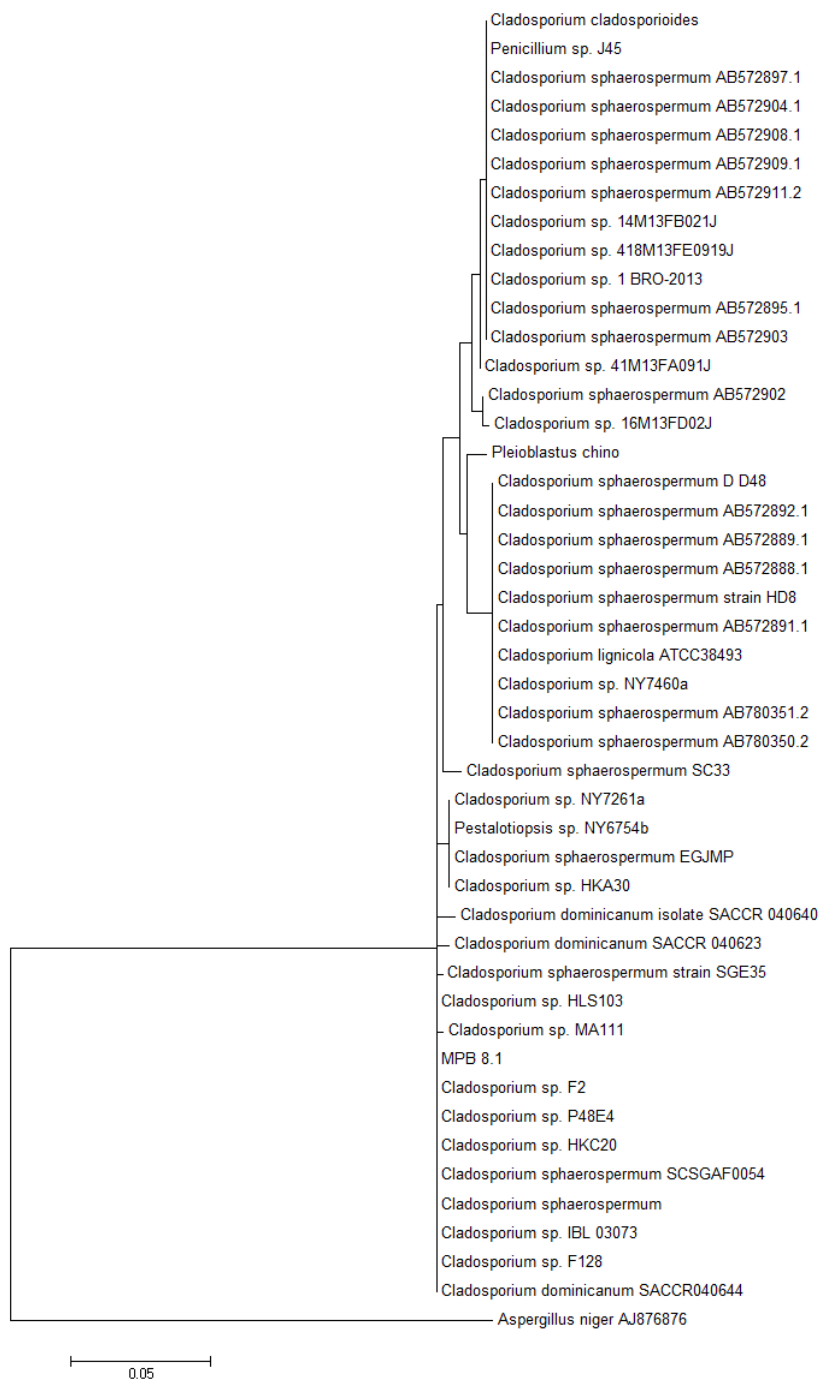 Cladosporium cladosporioides
Penicillium sp. J45
Cladosporium sphaerospermum AB572897.1
Cladosporium sphaerospermum AB572904.1
Cladosporium sphaerospermum AB572908.1
Cladosporium sphaerospermum AB572909.1
Cladosporium sphaerospermum AB572911.2
Cladosporium sp. 14M13FB021J
Cladosporium sp. 418M13FE0919J
Cladosporium sp. 1 BRO-2013
Cladosporium sphaerospermum AB572895.1
Cladosporium sphaerospermum AB572903
Cladosporium sp. 41M13FA091J
Cladosporium sphaerospermum AB572902
Cladosporium sp. 16M13FD02J
Pleioblastus chino
Cladosporium sphaerospermum D D48
Cladosporium sphaerospermum AB572892.1
Cladosporium sphaerospermum AB572889.1
Cladosporium sphaerospermum AB572888.1
Cladosporium sphaerospermum strain HD8
Cladosporium sphaerospermum AB572891.1
Cladosporium lignicola ATCC38493
Cladosporium sp. NY7460a
Cladosporium sphaerospermum AB780351.2
Cladosporium sphaerospermum AB780350.2
Cladosporium sphaerospermum SC33
Cladosporium sp. NY7261a
Pestalotiopsis sp. NY6754b
Cladosporium sphaerospermum EGJMP
Cladosporium sp. HKA30
Cladosporium dominicanum isolate SACCR 040640
Cladosporium dominicanum SACCR 040623
Cladosporium sphaerospermum strain SGE35
Cladosporium sp. HLS103
Cladosporium sp. MA111
MPB 8.1
Cladosporium sp. F2
Cladosporium sp. P48E4
Cladosporium sp. HKC20
Cladosporium sphaerospermum SCSGAF0054
Cladosporium sphaerospermum
Cladosporium sp. IBL 03073
Cladosporium sp. F128
Cladosporium dominicanum SACCR040644
Aspergillus niger AJ876876
0.05